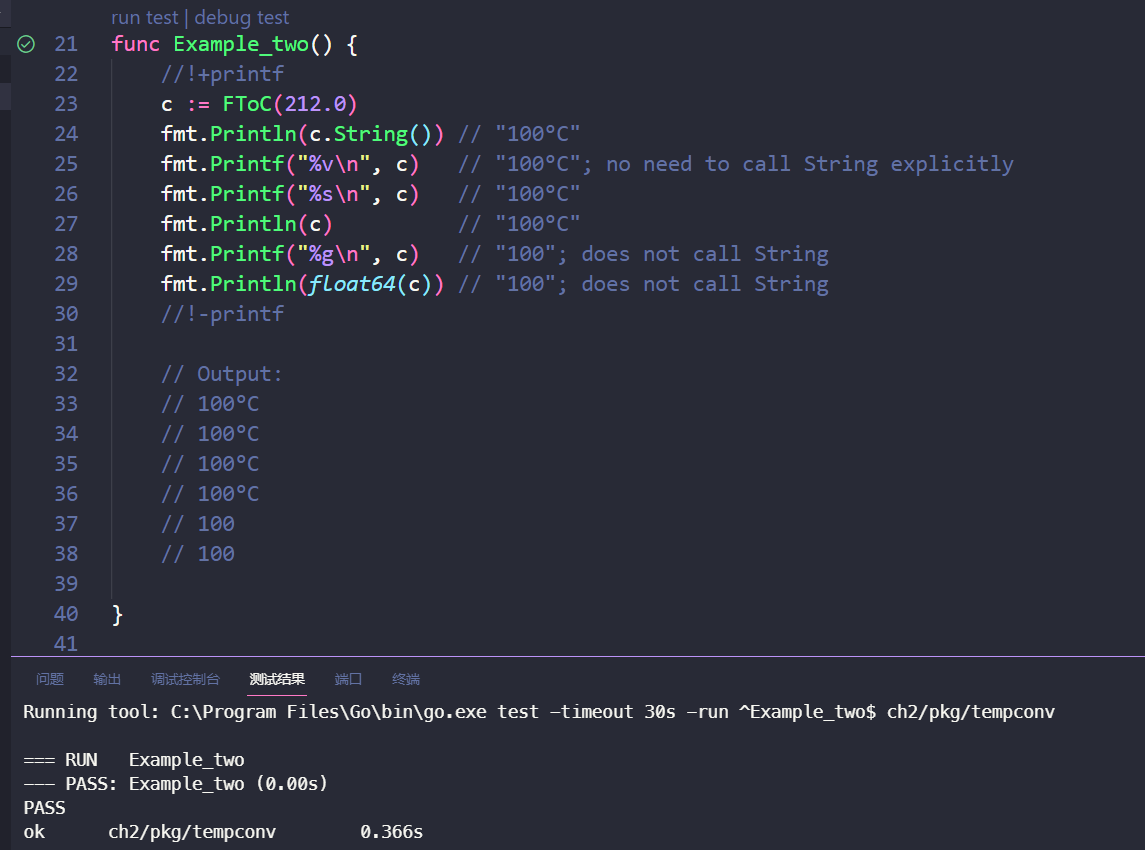 run test | debug test
21 func Example_two() {
22     //!+printf
23     c := FToC(212.0)
24     fmt.Println(c.String()) // "100°C"
25     fmt.Printf("%v\n", c)   // "100°C"; no need to call String explicitly
26     fmt.Printf("%s\n", c)   // "100°C"
27     fmt.Println(c)          // "100°C"
28     fmt.Printf("%g\n", c)   // "100"; does not call String
29     fmt.Println(float64(c)) // "100"; does not call String
30     //!-printf
31
32     // Output:
33     // 100°C
34     // 100°C
35     // 100°C
36     // 100°C
37     // 100
38     // 100
39
40 }
41
问题 输出 调试控制台 测试结果 端口 终端
Running tool: C:\Program Files\Go\bin\go.exe test -timeout 30s -run ^Example_two$ ch2/pkg/tempconv
=== RUN   Example_two
--- PASS: Example_two (0.00s)
PASS
ok      ch2/pkg/tempconv        0.366s